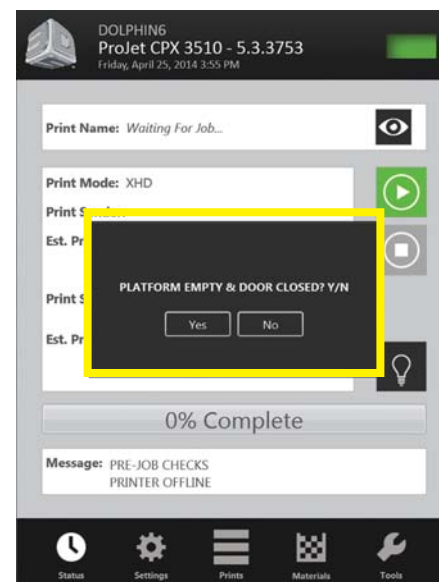 DOLPHIN6
ProJet CPX 3510 - 5.3.3753
Friday, April 25, 2014 3:55 PM
Print Name: Waiting For Job...
Print Mode: XHD
Print
Est. Pr
PLATFORM EMPTY & DOOR CLOSED? Y/N
Print S
Yes No
Est. Pr
0% Complete
Message: PRE-JOB CHECKS
PRINTER OFFLINE
Status Settings Prints Materials Tools